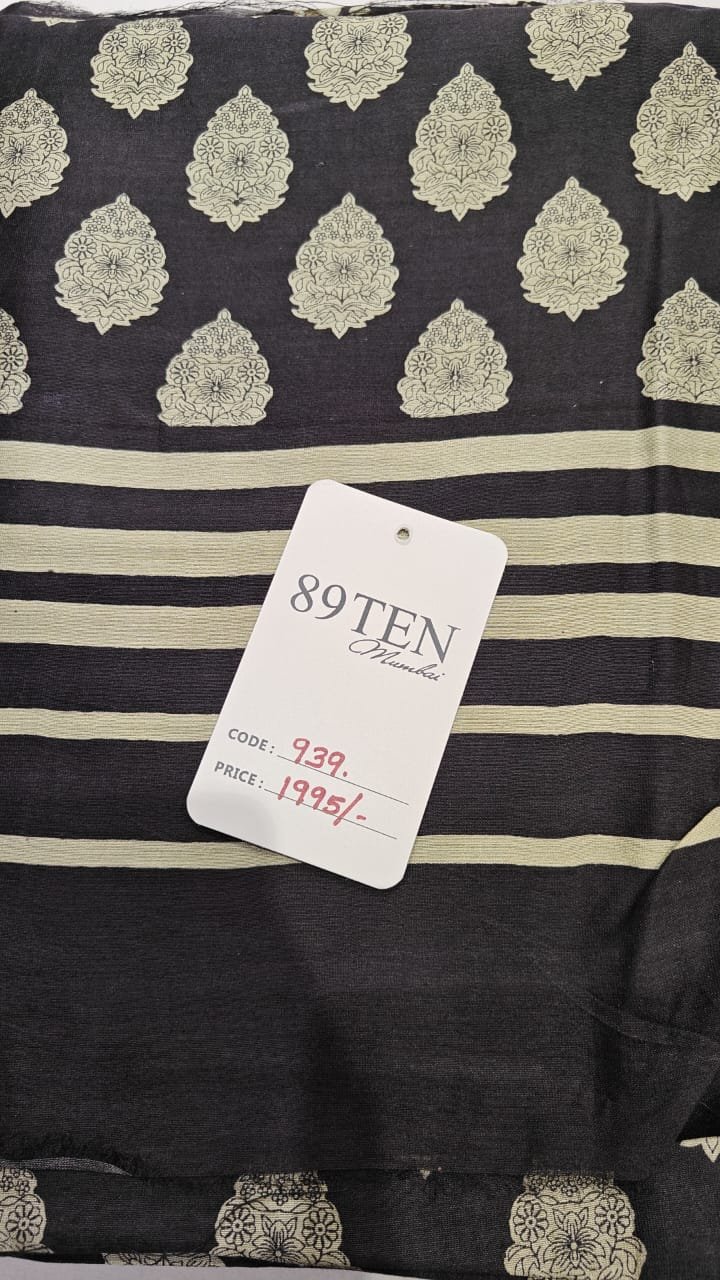 89TEN
Mumbai
CODE: 939.
PRICE: 1995/-